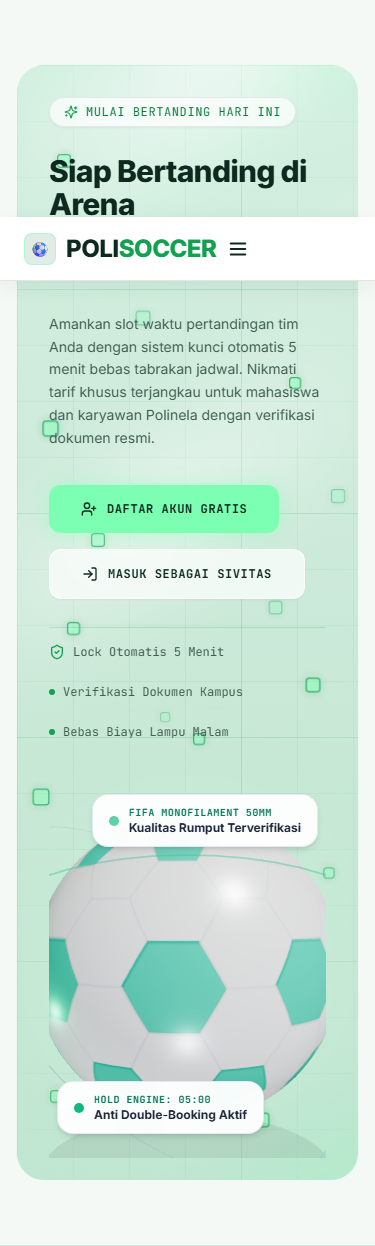 MULAI BERTANDING HARI INI
Siap Bertanding di
Arena
POLISOCCER
Amankan slot waktu pertandingan tim
Anda dengan sistem kunci otomatis 5
menit bebas tabrakan jadwal. Nikmati
tarif khusus terjangkau untuk mahasiswa
dan karyawan Polinela dengan verifikasi
dokumen resmi.
DAFTAR AKUN GRATIS
MASUK SEBAGAI SIVITAS
Lock Otomatis 5 Menit
Verifikasi Dokumen Kampus
Bebas Biaya Lampu Malam
FIFA MONOFILAMENT 50MM
Kualitas Rumput Terverifikasi
HOLD ENGINE: 05:00
Anti Double-Booking Aktif